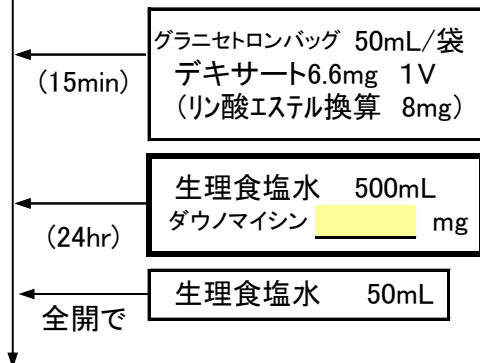 グラニセトロンバッグ 50mL/袋
デキサート6.6mg 1V
(リン酸エステル換算 8mg)
(15min)
生理食塩水 500mL
ダウノマイシン mg
(24hr)
生理食塩水 50mL
全開で